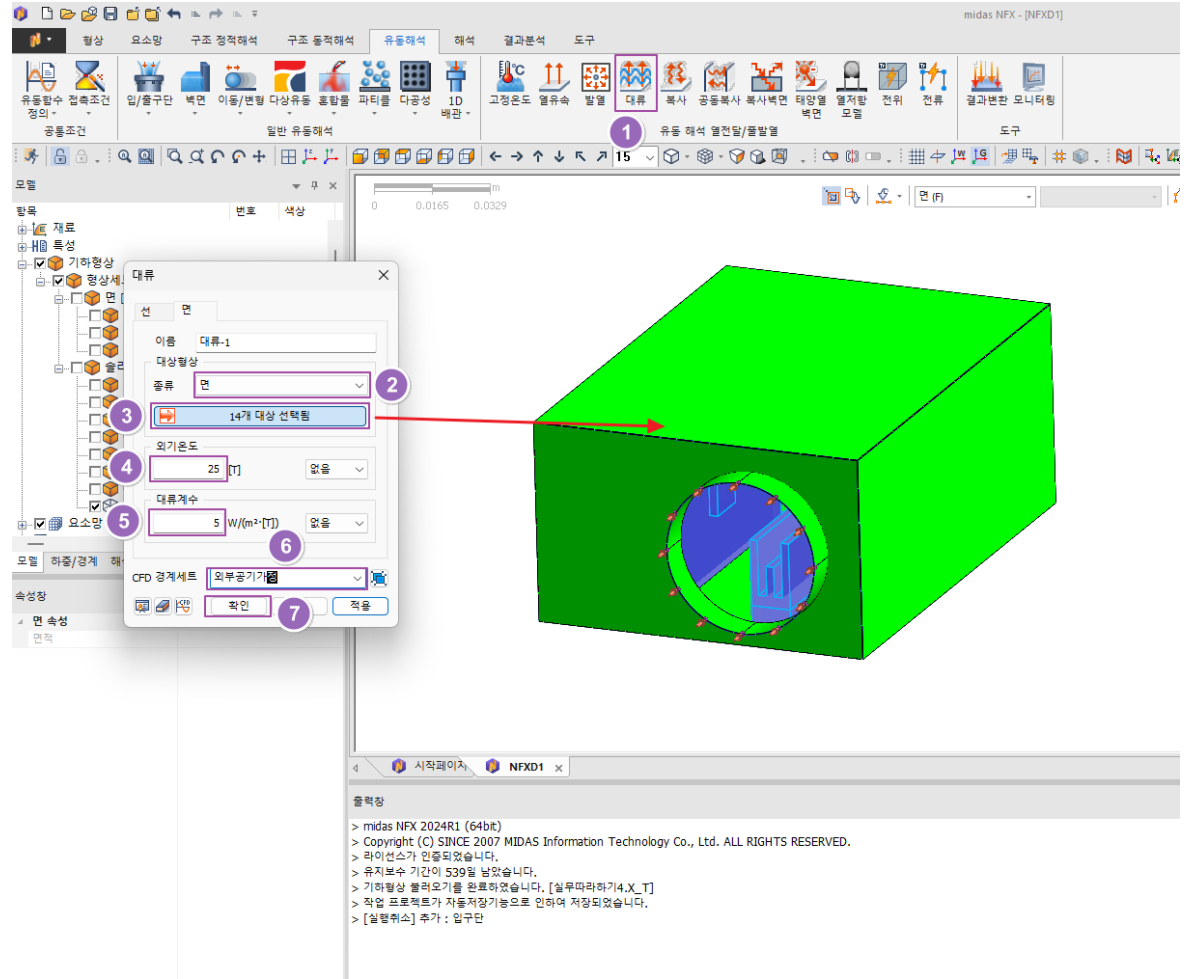 midas NFX - [NFXD1]
형상 요소망 구조 정적해석 구조 동적해석 유동해석 해석 결과분석 도구
유동함수 정의 접촉조건 입/출구단 벽면 이동/변형 다상유동 혼합물 파티클 다공성 1D 배관 고정온도 열유속 발열 대류 복사 공동복사 복사벽면 태양열 벽면 열저항 모델 전위 전류 결과변환 모니터링
공통조건 일반 유동해석 1 유동 해석 열전달/줄발열 도구
15
모델
항목 번호 색상
재료
특성
기하형상
형상세
면 [
솔리
요소망
모델 하중/경계 해
속성창
면 속성
면적
대류
선 면
이름 대류-1
대상형상
종류 면 2
3 14개 대상 선택됨
외기온도
4 25 [T] 없음
대류계수
5 5 W/(m²·[T]) 없음
6
CFD 경계세트 외부공기가정
확인 7 적용
m
0 0.0165 0.0329
면 (F)
시작페이지 NFXD1
출력창
> midas NFX 2024R1 (64bit)
> Copyright (C) SINCE 2007 MIDAS Information Technology Co., Ltd. ALL RIGHTS RESERVED.
> 라이선스가 인증되었습니다.
> 유지보수 기간이 539일 남았습니다.
> 기하형상 불러오기를 완료하였습니다. [실무따라하기4.X_T]
> 작업 프로젝트가 자동저장기능으로 인하여 저장되었습니다.
> [실행취소] 추가 : 입구단